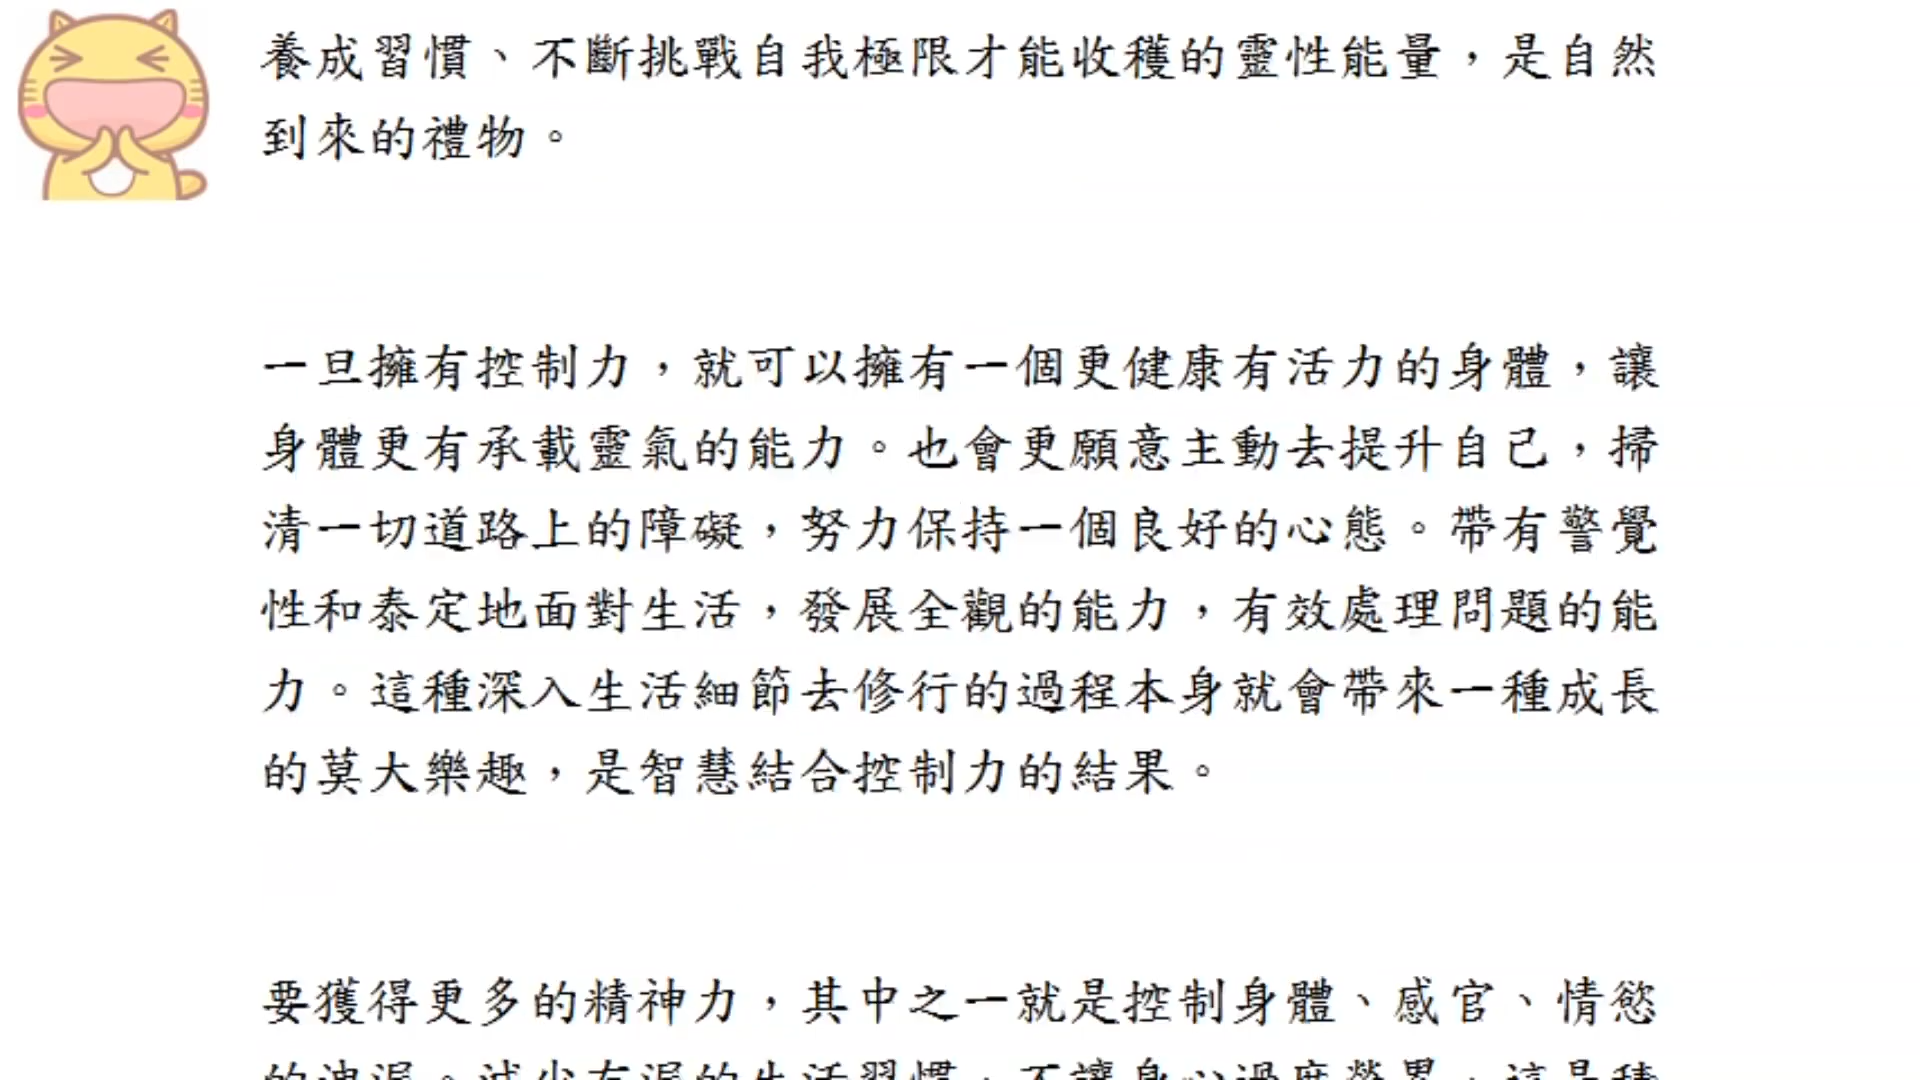 養成習慣、不斷挑戰自我極限才能收穫的靈性能量，是自然
到來的禮物。
一旦擁有控制力，就可以擁有一個更健康有活力的身體，讓
身體更有承載靈氣的能力。也會更願意主動去提升自己，掃
清一切道路上的障礙，努力保持一個良好的心態。帶有警覺
性和泰定地面對生活，發展全觀的能力，有效處理問題的能
力。這種深入生活細節去修行的過程本身就會帶來一種成長
的莫大樂趣，是智慧結合控制力的結果。
要獲得更多的精神力，其中之一就是控制身體、感官、情慾